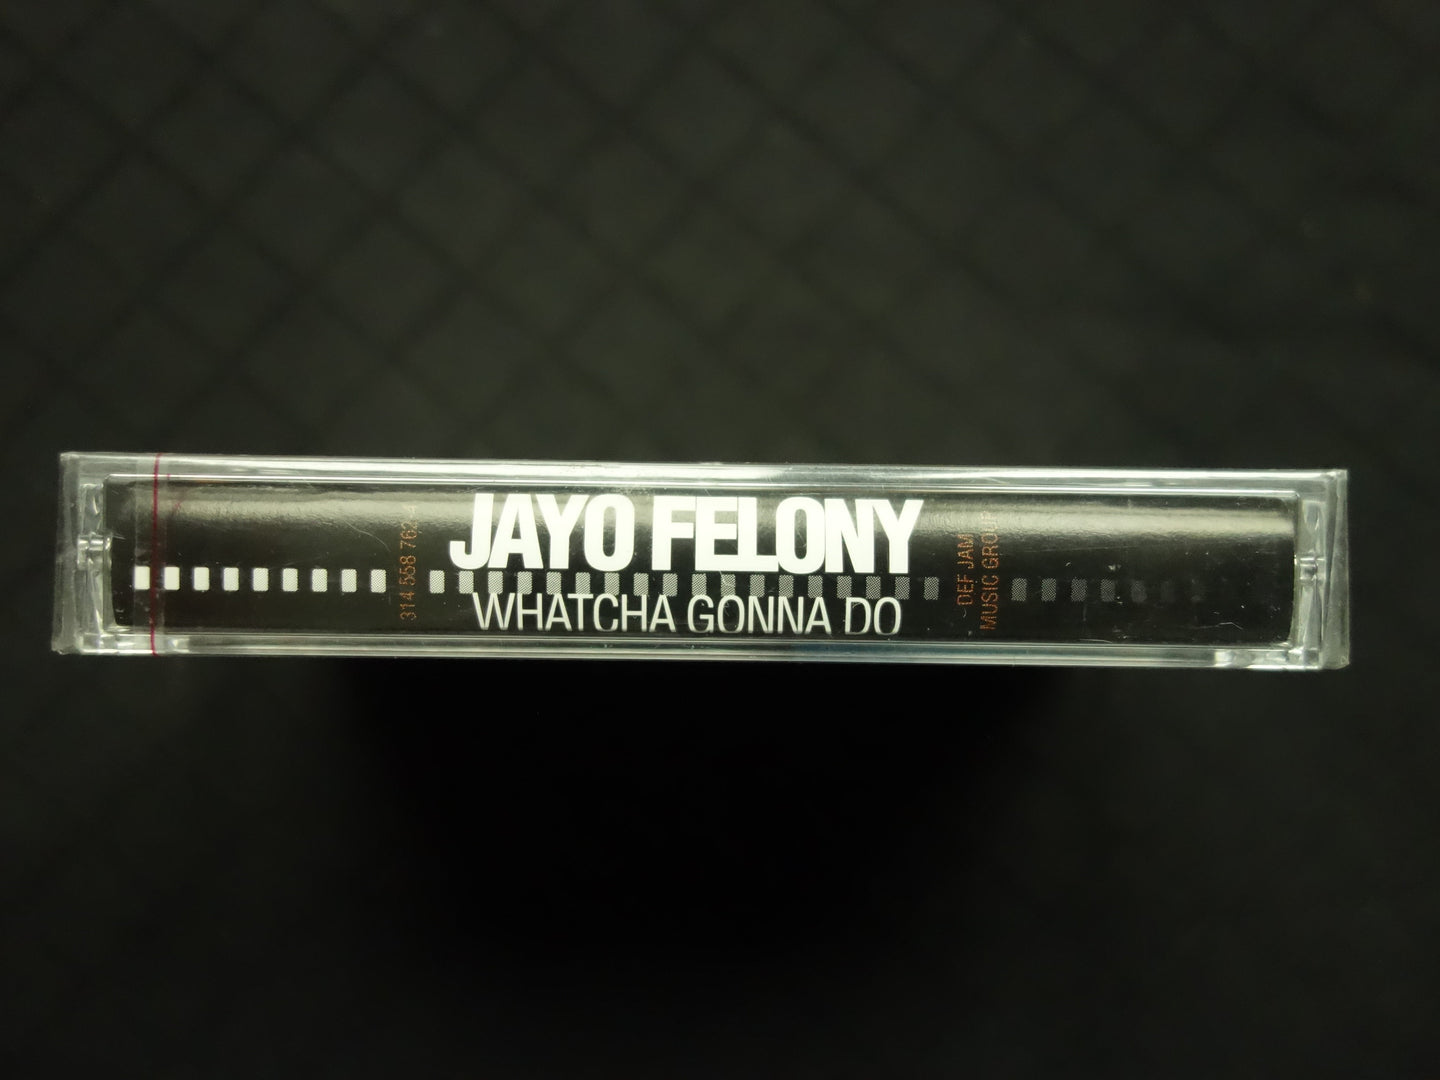 314 558 762-4
JAYO FELONY
WHATCHA GONNA DO
DEF JAM
MUSIC GROUP